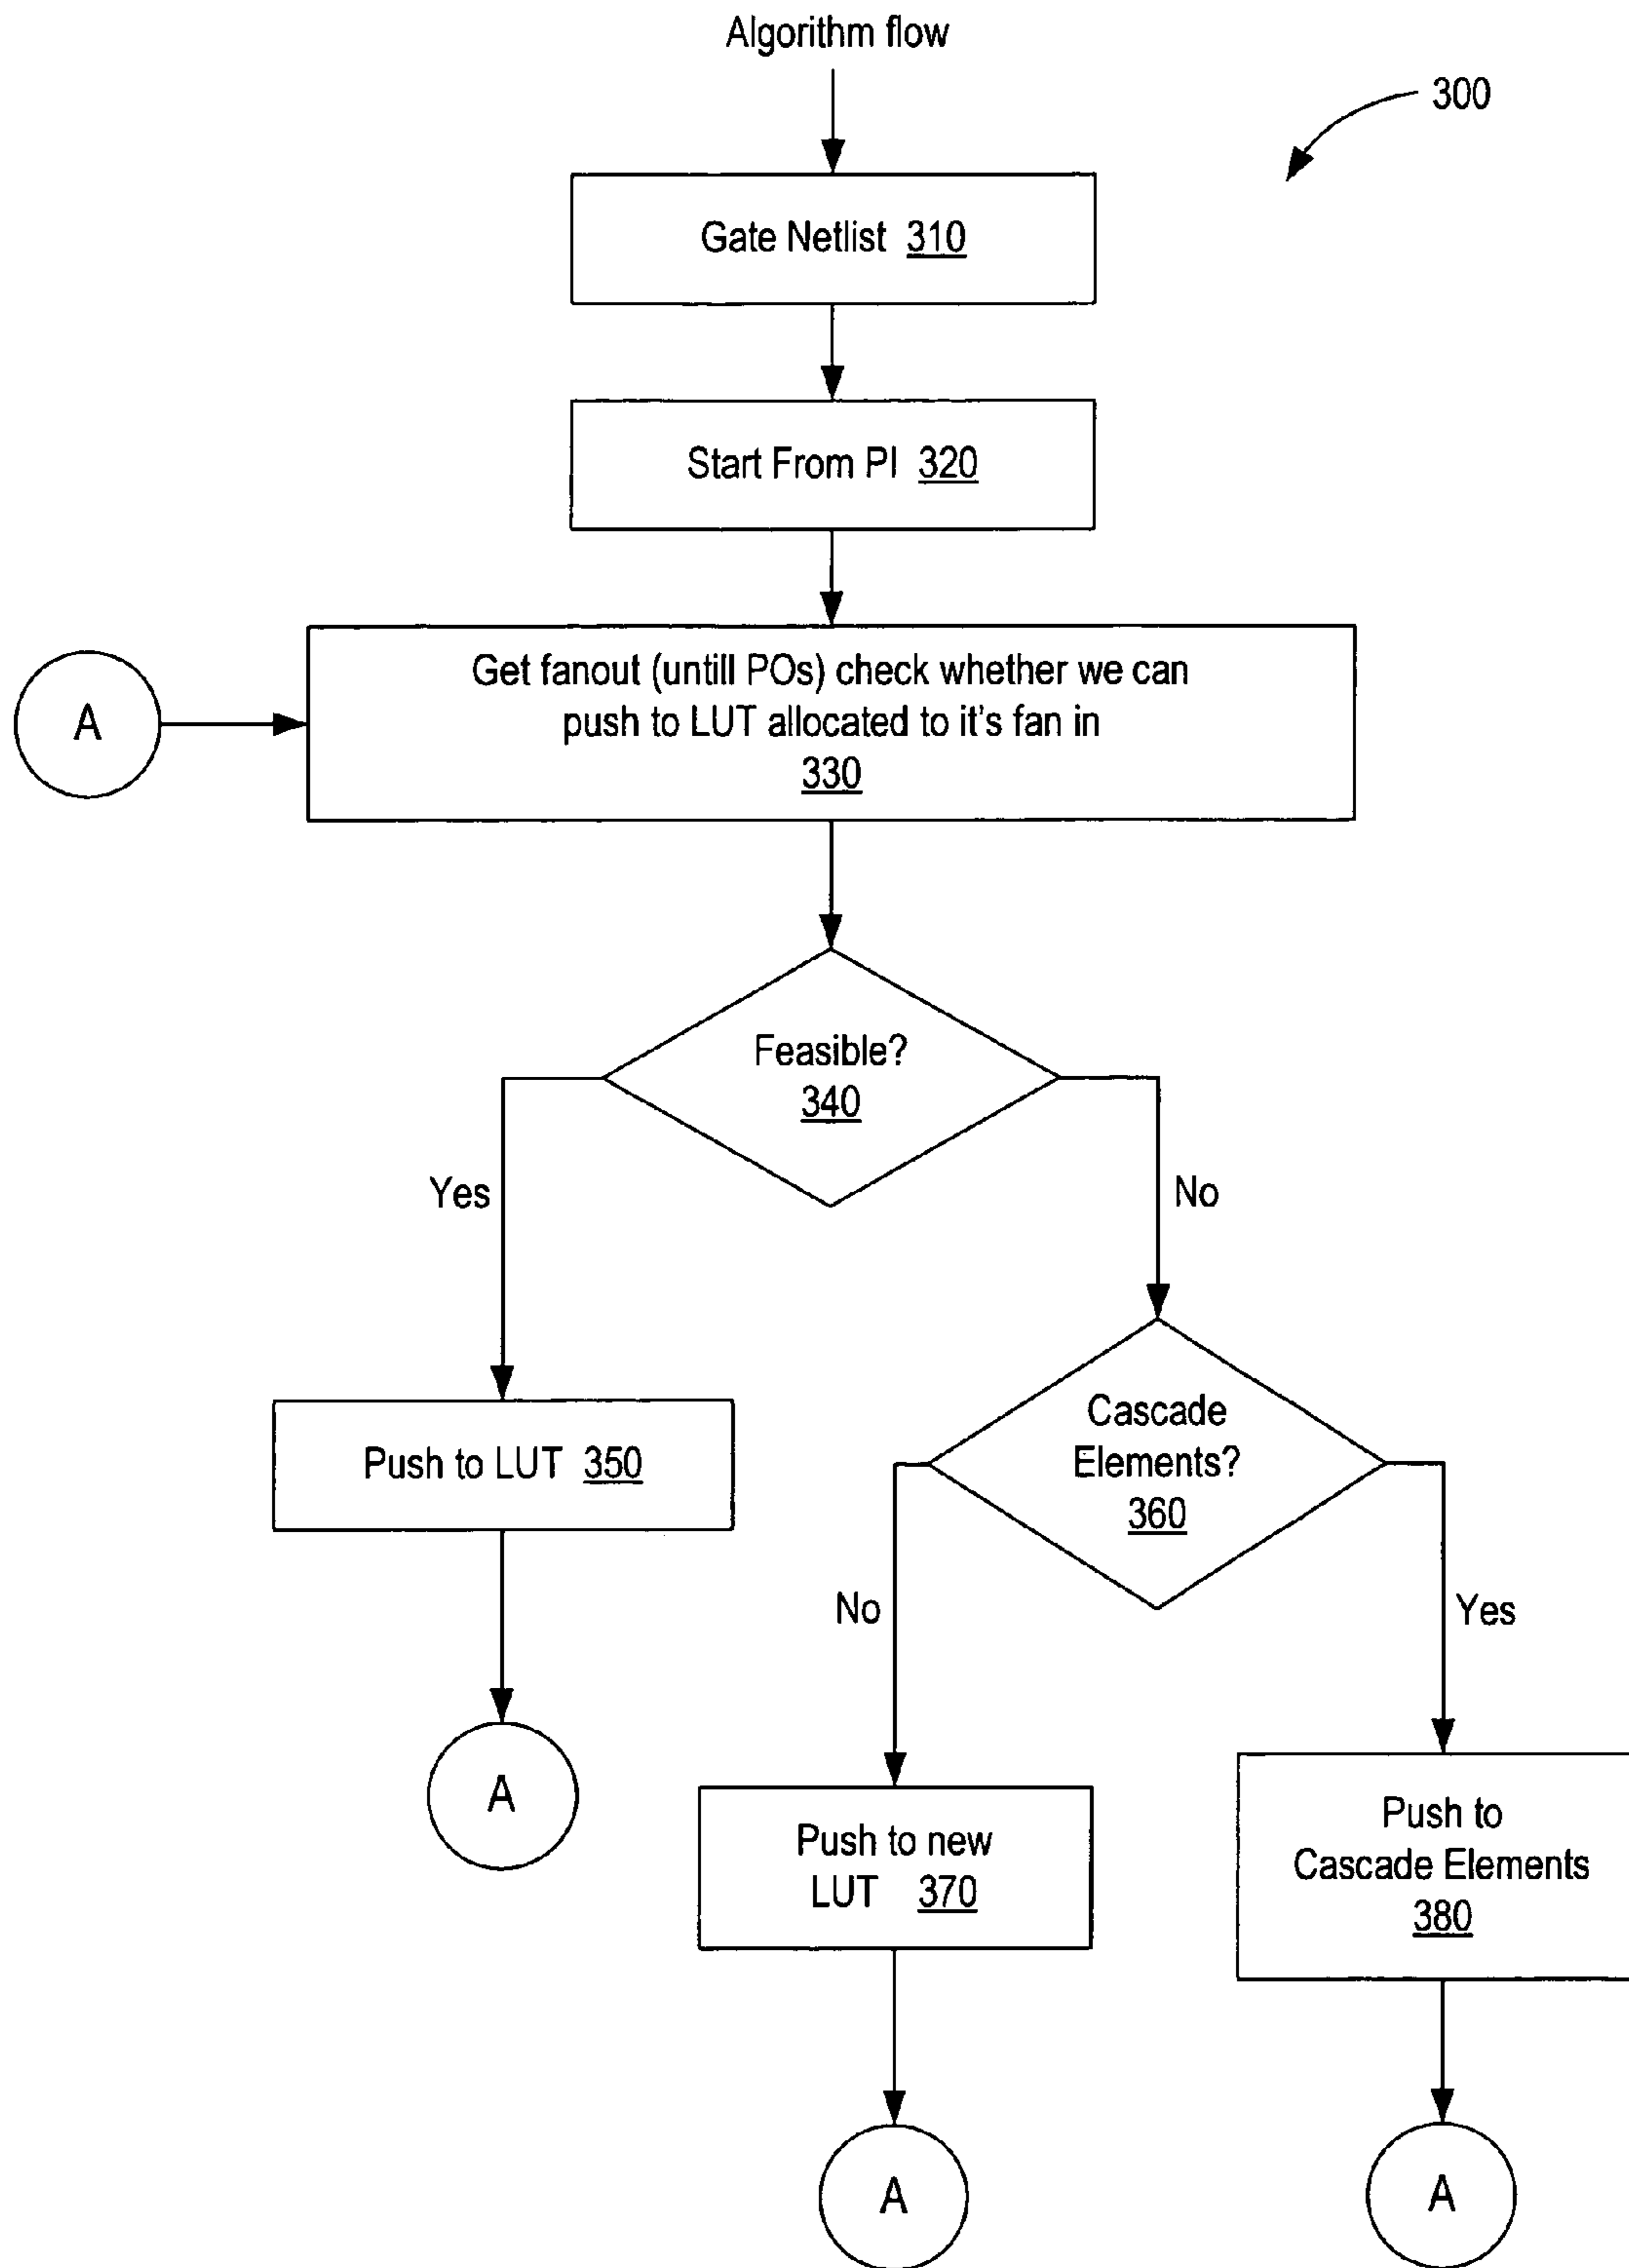 Algorithm flow
300
Gate Netlist 310
Start From PI 320
Get fanout (untill POs) check whether we can
push to LUT allocated to it's fan in
330
A
Feasible?
340
Yes
No
Cascade
Elements?
360
Push to LUT 350
No
Yes
A
Push to new
LUT 370
Push to
Cascade Elements
380
A
A